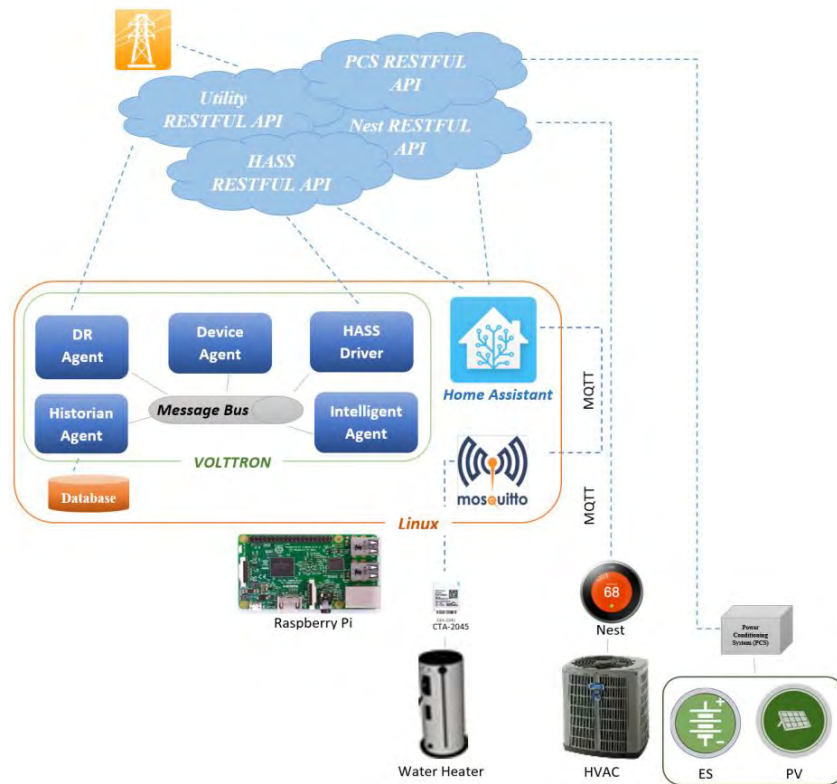 PCS RESTFUL
API
Utility
RESTFUL API
Nest RESTFUL
API
HASS
RESTFUL API
DR
Agent
Device
Agent
HASS
Driver
Home Assistant
Message Bus
Historian
Agent
Intelligent
Agent
VOLTTRON
Database
mosquitto
Linux
MQTT
MQTT
Raspberry Pi
CTA-2045
68
Nest
Power
Conditioning
System (PCS)
Water Heater
HVAC
ES
PV